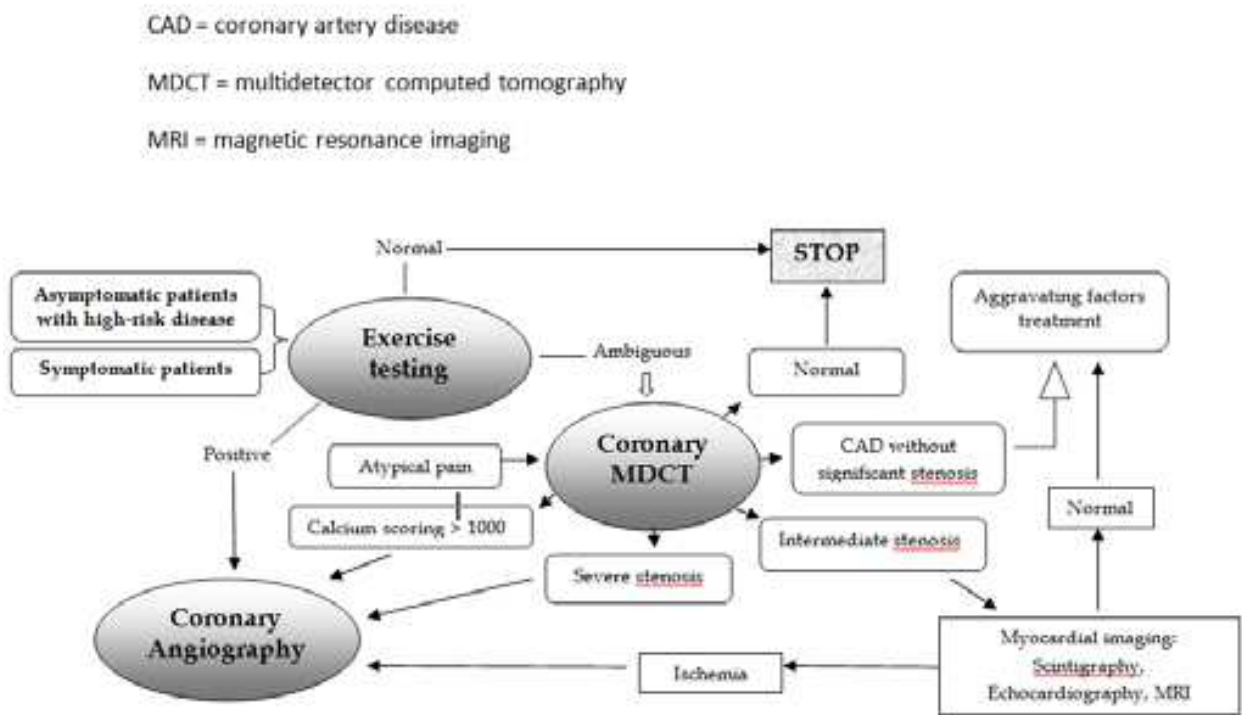 CAD = coronary artery disease
MDCT = multidetector computed tomography
MRI = magnetic resonance imaging
Normal
STOP
Asymptomatic patients
with high-risk disease
Symptomatic patients
Exercise
testing
Ambiguous
Normal
Aggravating factors
treatment
Positive
Atypical pain
Coronary
MDCT
CAD without
significant stenosis
Calcium scoring > 1000
Severe stenosis
Intermediate stenosis
Normal
Coronary
Angiography
Ischemia
Myocardial imaging:
Scintigraphy,
Echocardiography, MRI